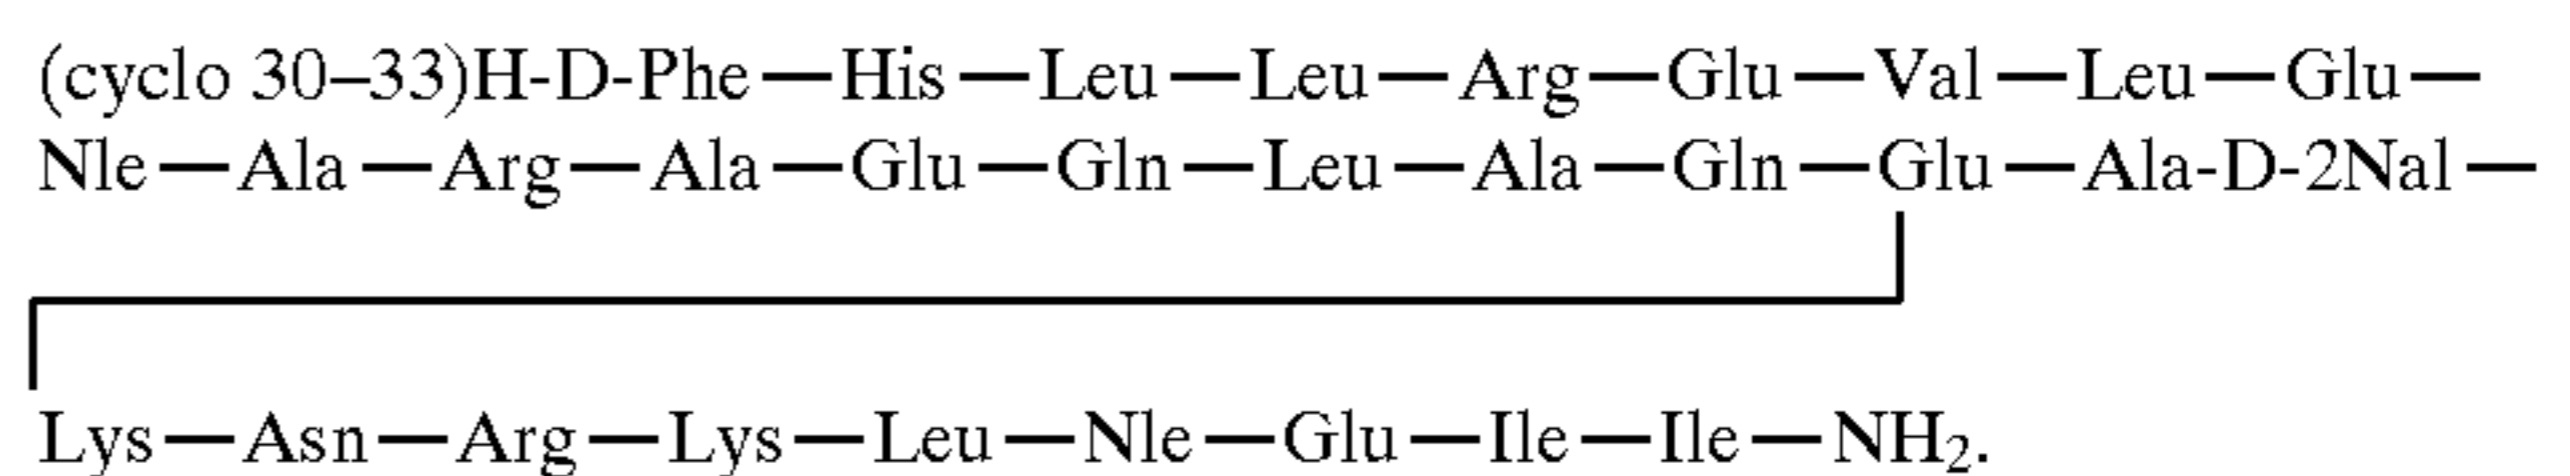 (cyclo 30–33)H-D-Phe—His—Leu—Leu—Arg—Glu—Val—Leu—Glu—
Nle—Ala—Arg—Ala—Glu—Gln—Leu—Ala—Gln—Glu—Ala-D-2Nal—
Lys—Asn—Arg—Lys—Leu—Nle—Glu—Ile—Ile—NH₂.